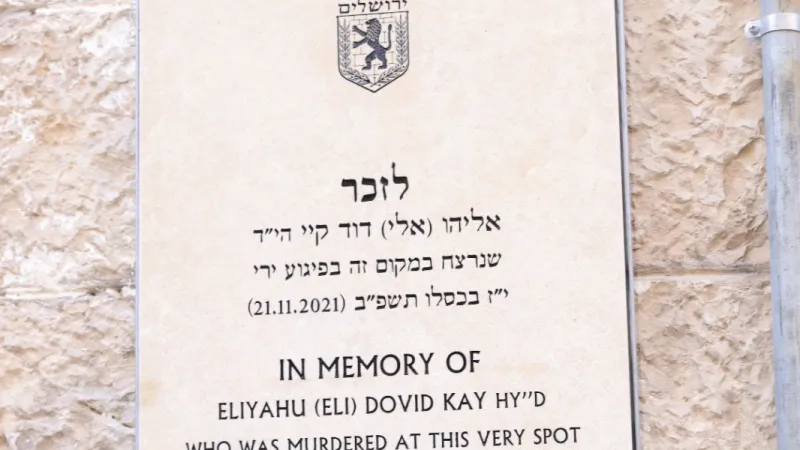 ירושלים
לזכר
אליהו (אלי) דוד קיי הי״ד
שנרצח במקום זה בפיגוע ירי
י״ז בכסלו תשפ״ב (21.11.2021)
IN MEMORY OF
ELIYAHU (ELI) DOVID KAY HY''D
WHO WAS MURDERED AT THIS VERY SPOT